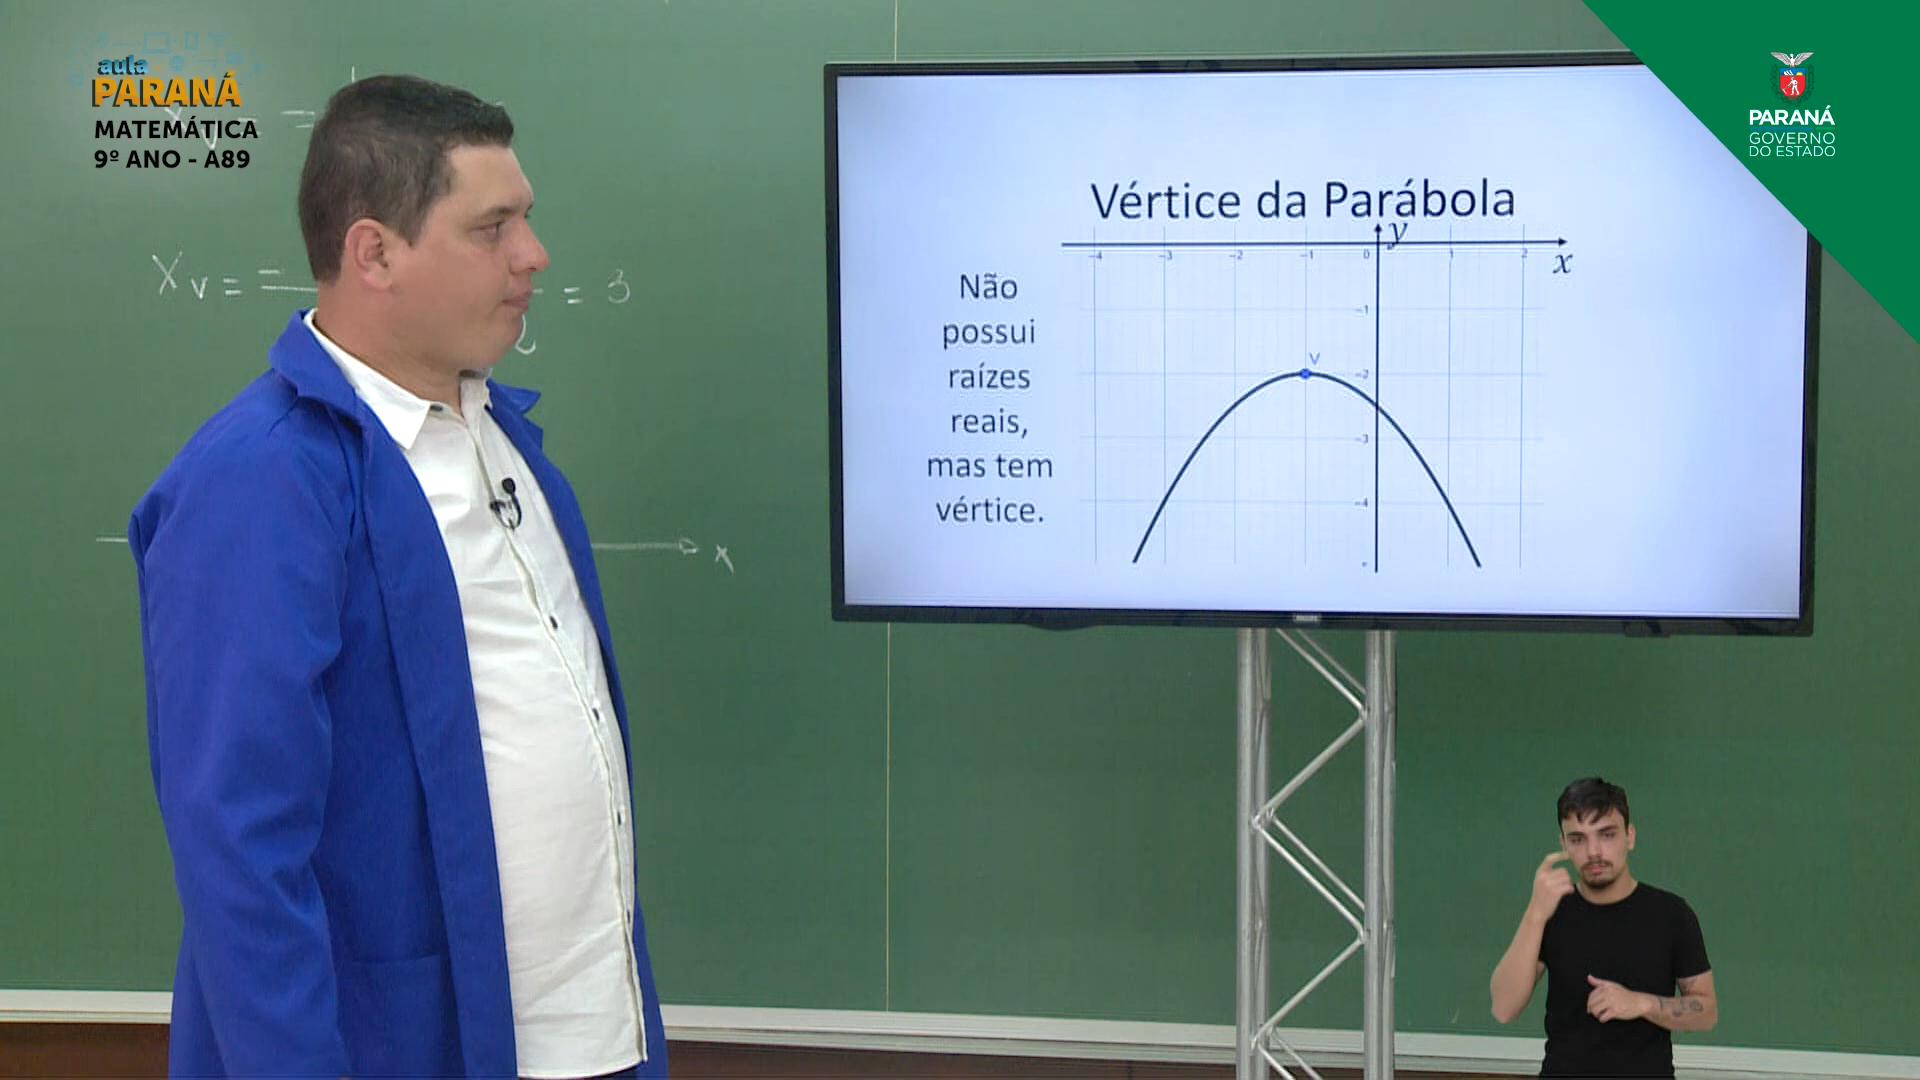 aula
PARANÁ
MATEMÁTICA
9º ANO - A89
PARANÁ
GOVERNO
DO ESTADO
Vértice da Parábola
y
x
-4 -3 -2 -1 0 1 2
Não
possui
raízes
reais,
mas tem
vértice.
V
-1
-2
-3
-4
Xv = -
= 3
2
x